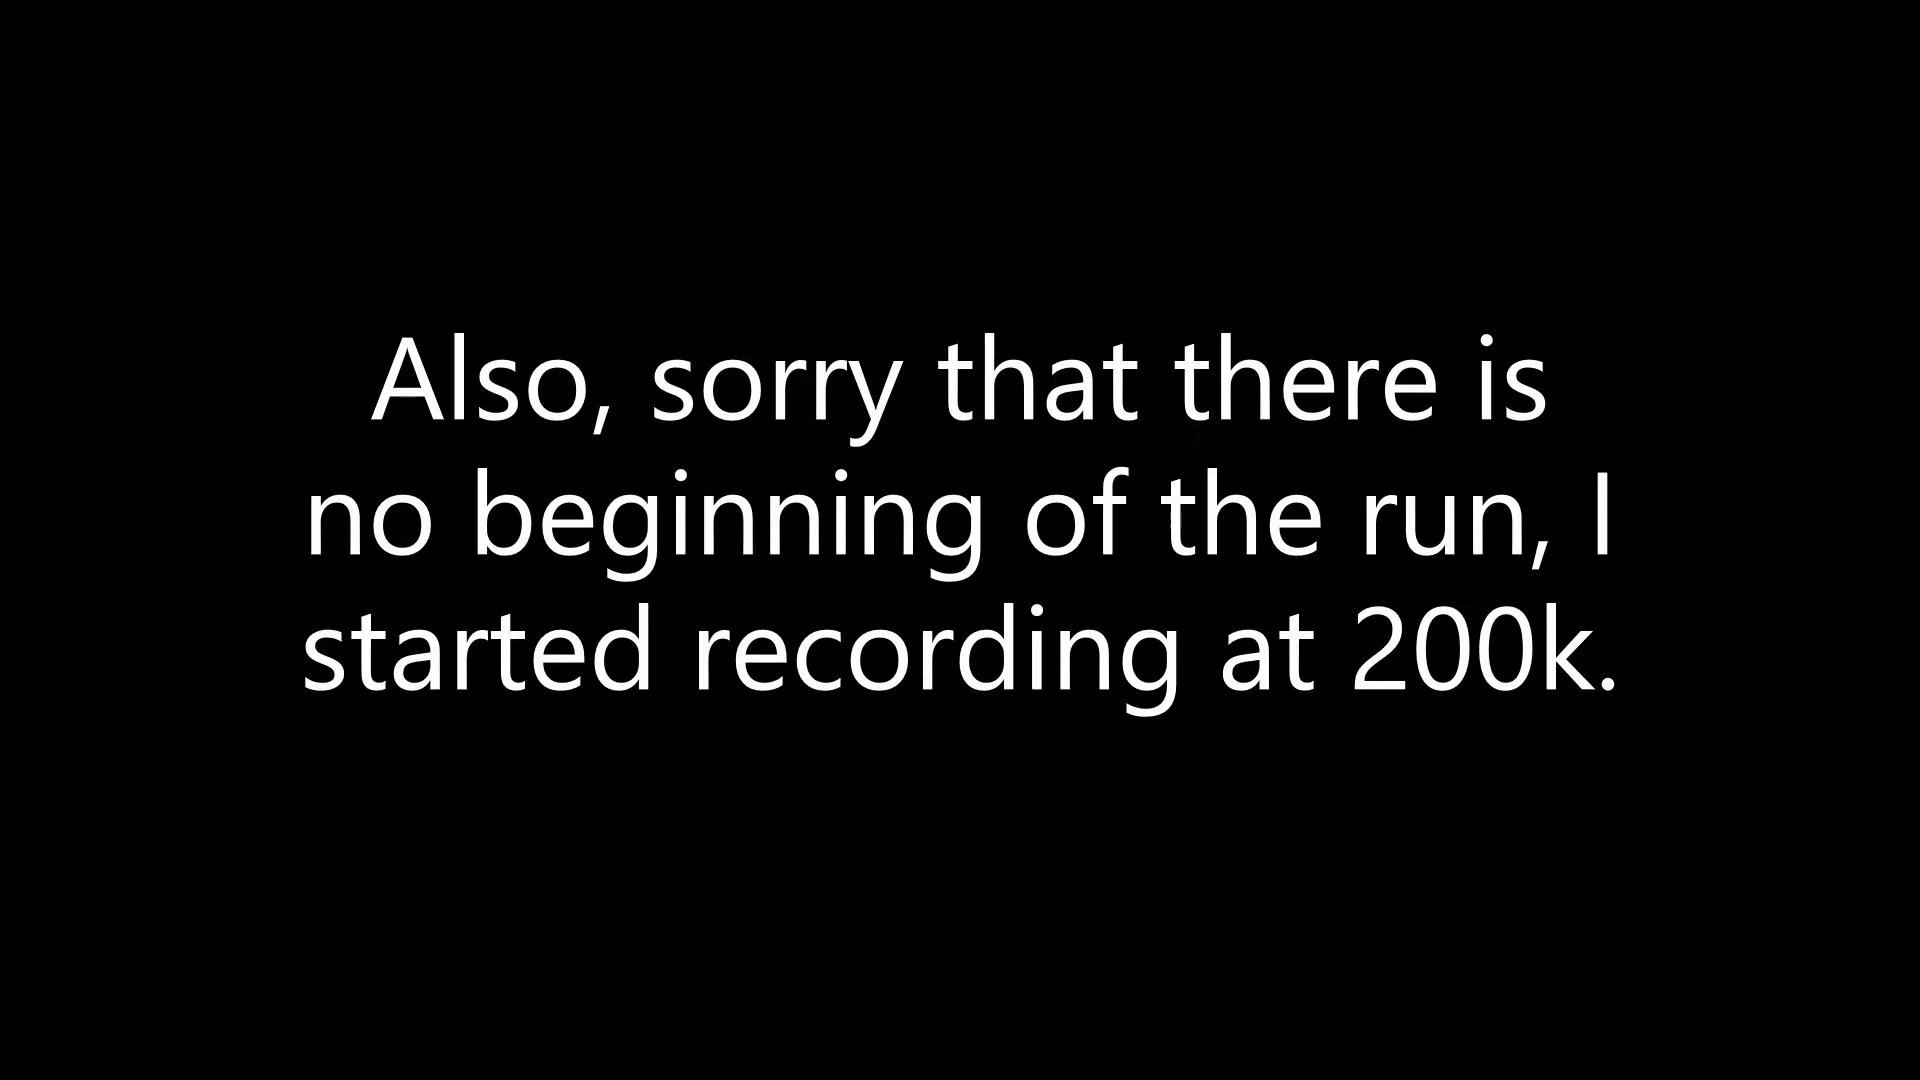 Also, sorry that there is
no beginning of the run, I
started recording at 200k.